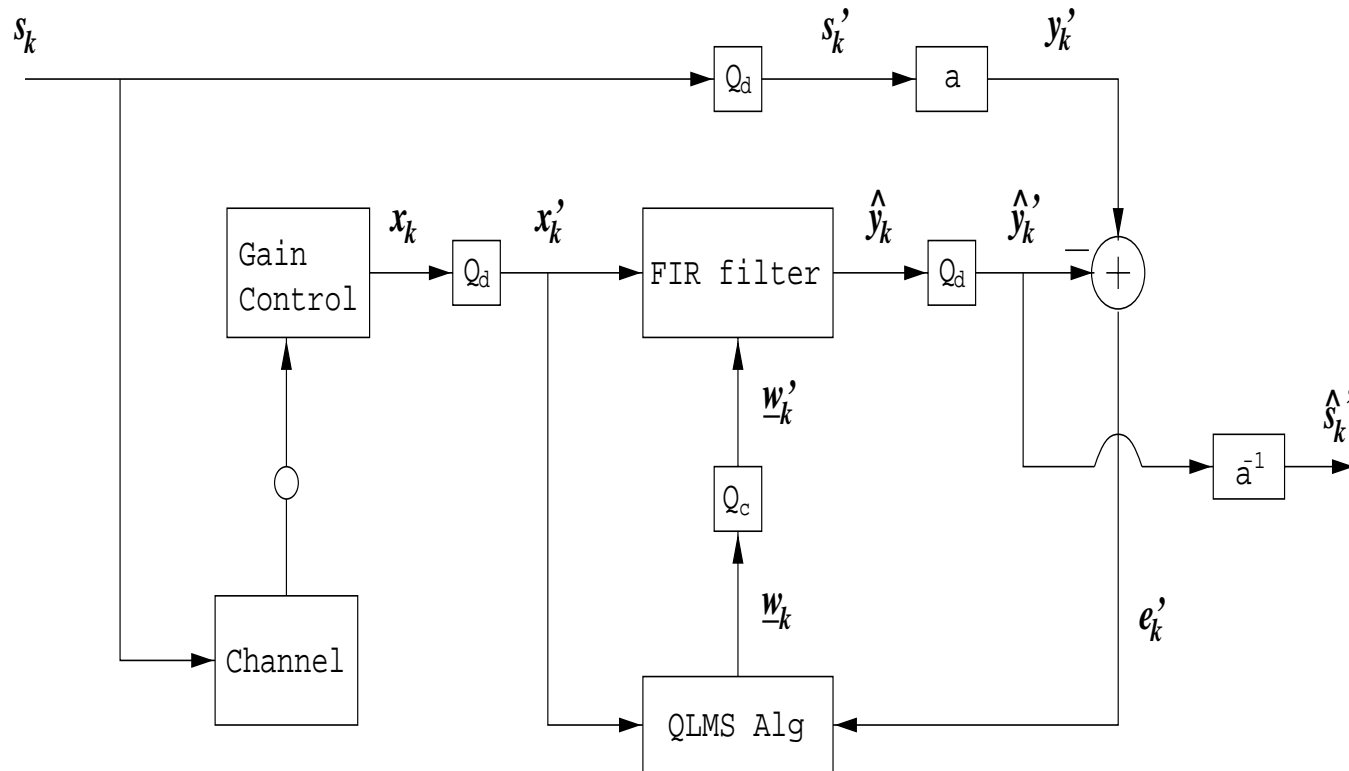 s_k
s_k'
y_k'
Q_d
a
Gain
Control
x_k
Q_d
x_k'
FIR filter
ŷ_k
Q_d
ŷ_k'
−
+
w_k'
Q_c
w_k
ŝ_k'
a^-1
Channel
QLMS Alg
e_k'